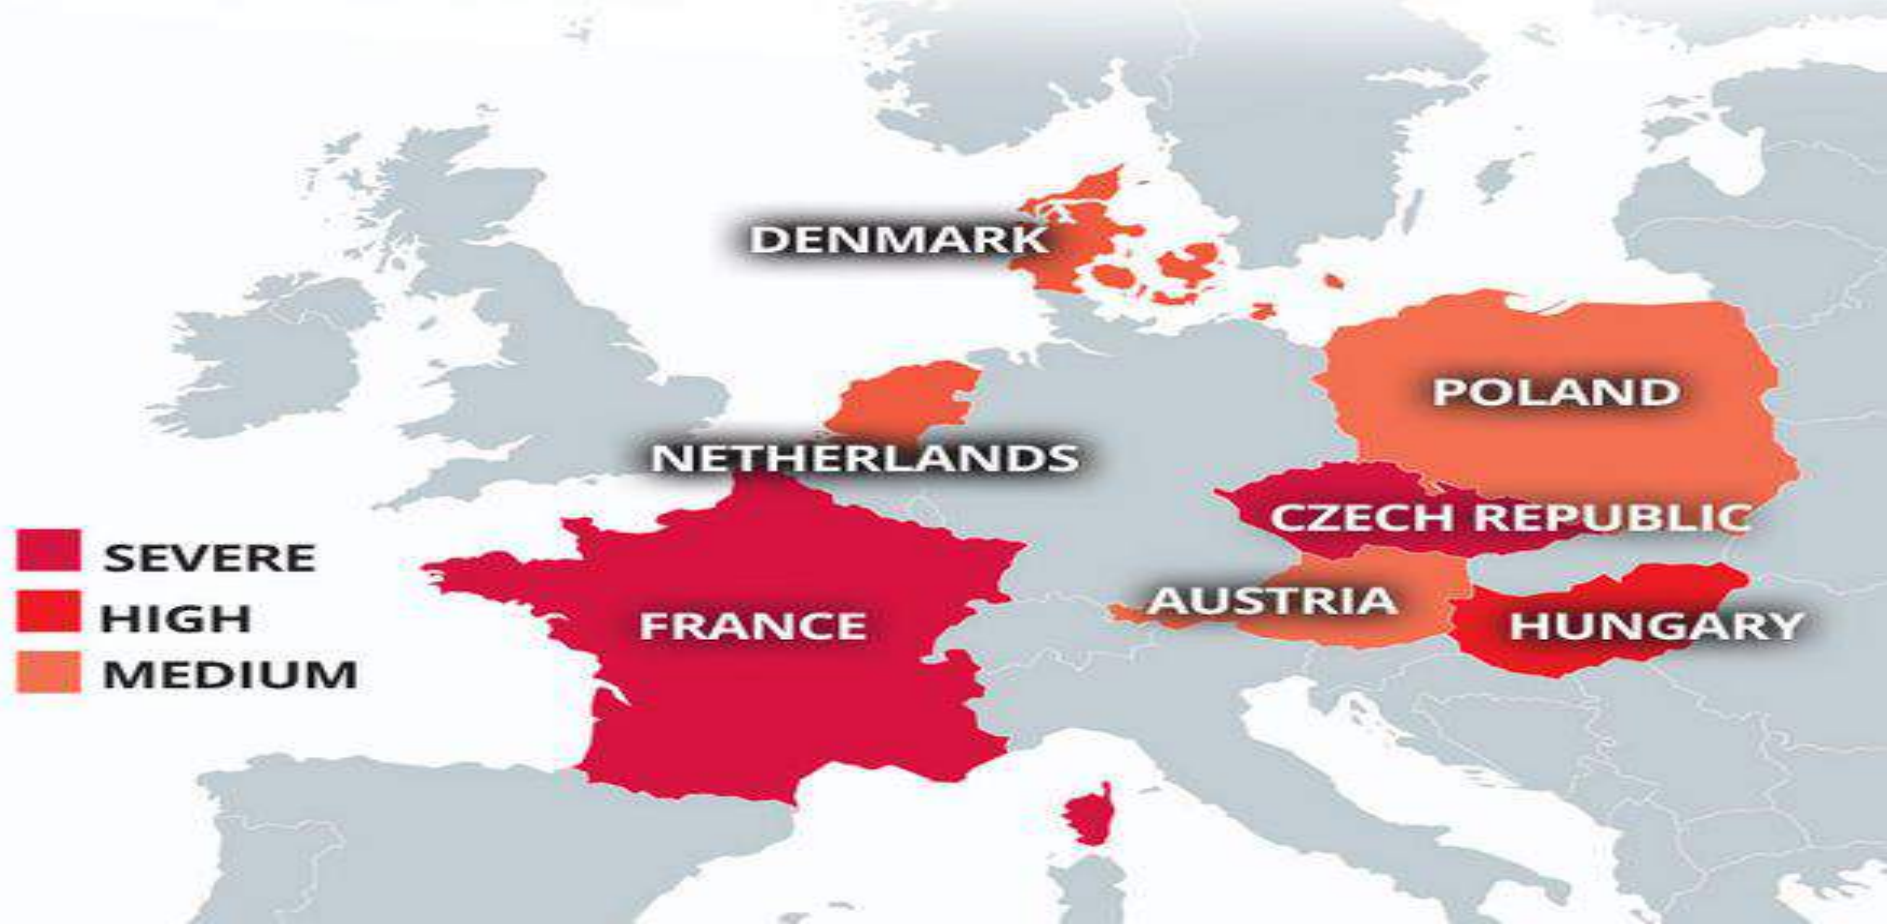 DENMARK
POLAND
NETHERLANDS
CZECH REPUBLIC
SEVERE
AUSTRIA
HIGH
FRANCE
HUNGARY
MEDIUM